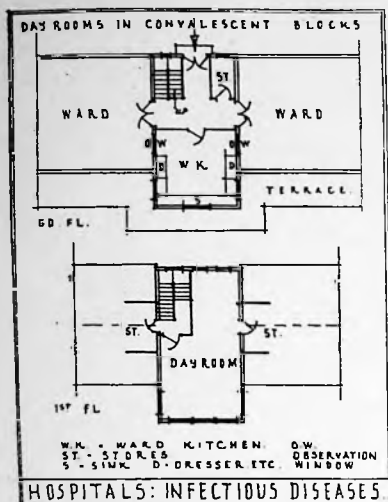 DAY ROOMS IN CONVALESCENT BLOCKS
ST.
WARD
WARD
O W
O W
W K
D
D
S
TERRACE.
GD. FL.
ST.
ST.
DAYROOM
1ST FL
W.K. - WARD KITCHEN. O.W.
ST - STORES OBSERVATION
S - SINK D - DRESSER. ETC. WINDOW
HOSPITALS: INFECTIOUS DISEASES.